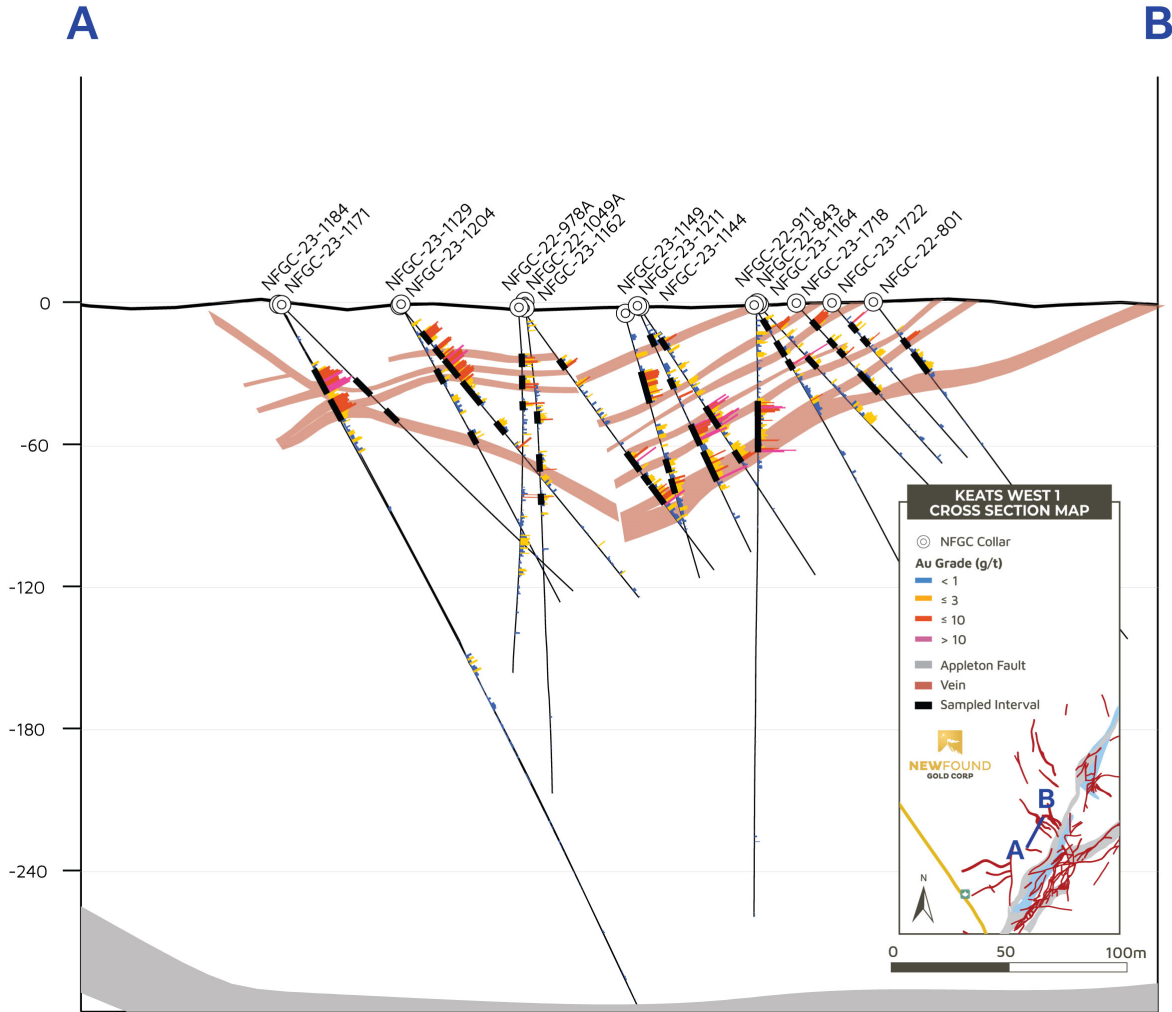 A
B
NFGC-23-1184
NFGC-23-1171
NFGC-23-1129
NFGC-23-1204
NFGC-22-978A
NFGC-22-1049A
NFGC-23-1162
NFGC-23-1149
NFGC-23-1211
NFGC-23-1144
NFGC-22-911
NFGC-22-843
NFGC-23-1164
NFGC-23-1718
NFGC-23-1722
NFGC-22-801
0
-60
-120
-180
-240
KEATS WEST 1
CROSS SECTION MAP
NFGC Collar
Au Grade (g/t)
< 1
≤ 3
≤ 10
> 10
Appleton Fault
Vein
Sampled Interval
NEWFOUND
GOLD CORP
B
A
N
0
50
100m